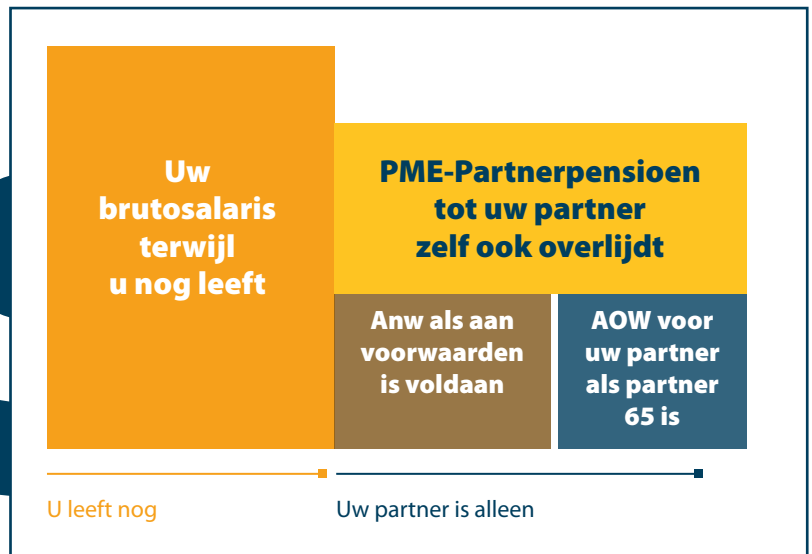 Uw
brutosalaris
terwijl
u nog leeft
PME-Partnerpensioen
tot uw partner
zelf ook overlijdt
Anw als aan
voorwaarden
is voldaan
AOW voor
uw partner
als partner
65 is
U leeft nog
Uw partner is alleen